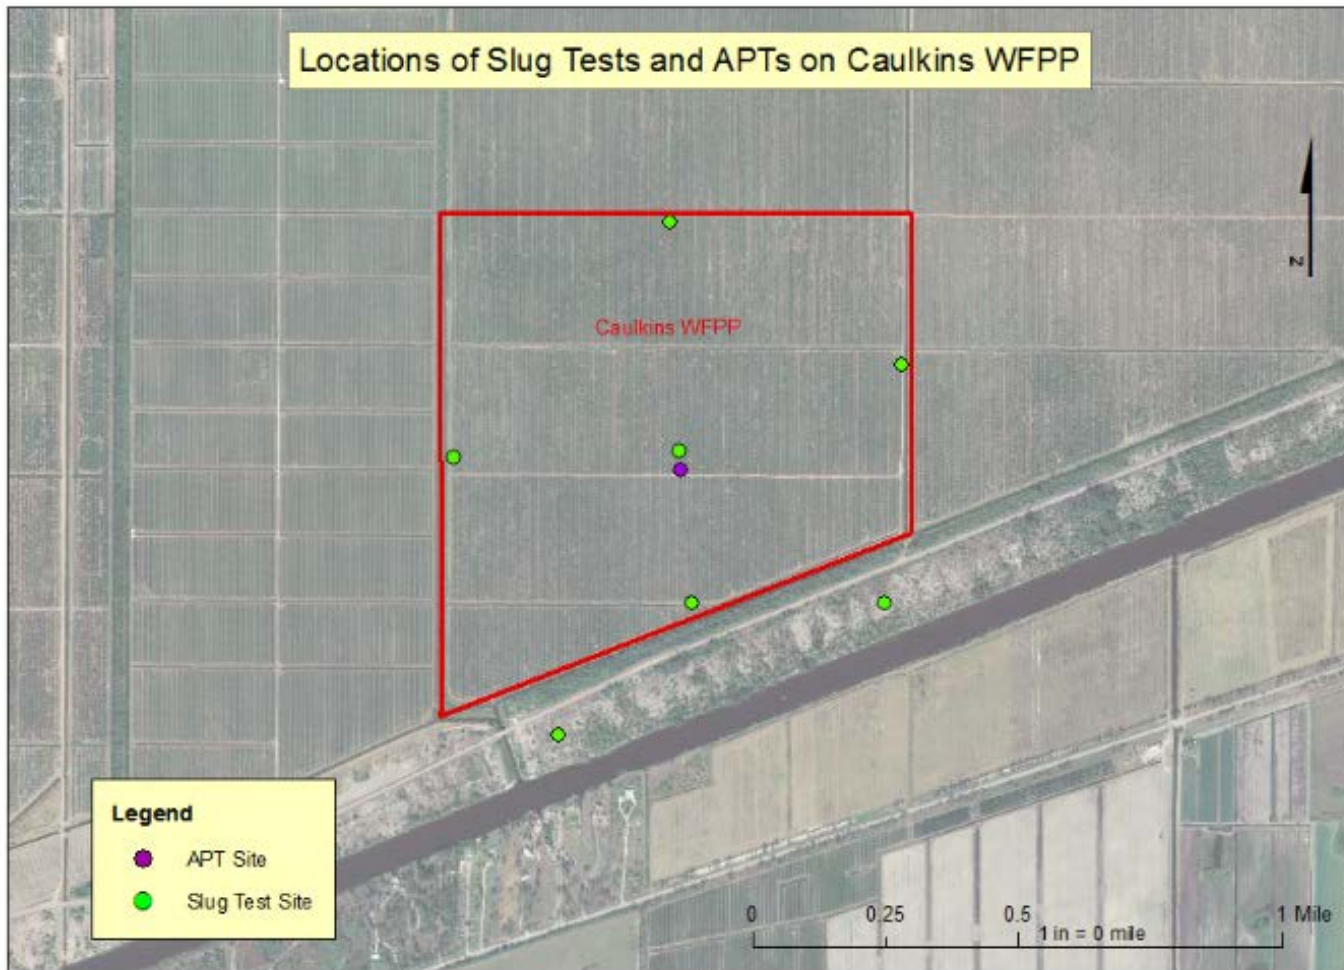 Locations of Slug Tests and APTs on Caulkins WFPP
N
Caulkins WFPP
Legend
APT Site
Slug Test Site
0 0.25 0.5 1 Mile
1 in = 0 mile